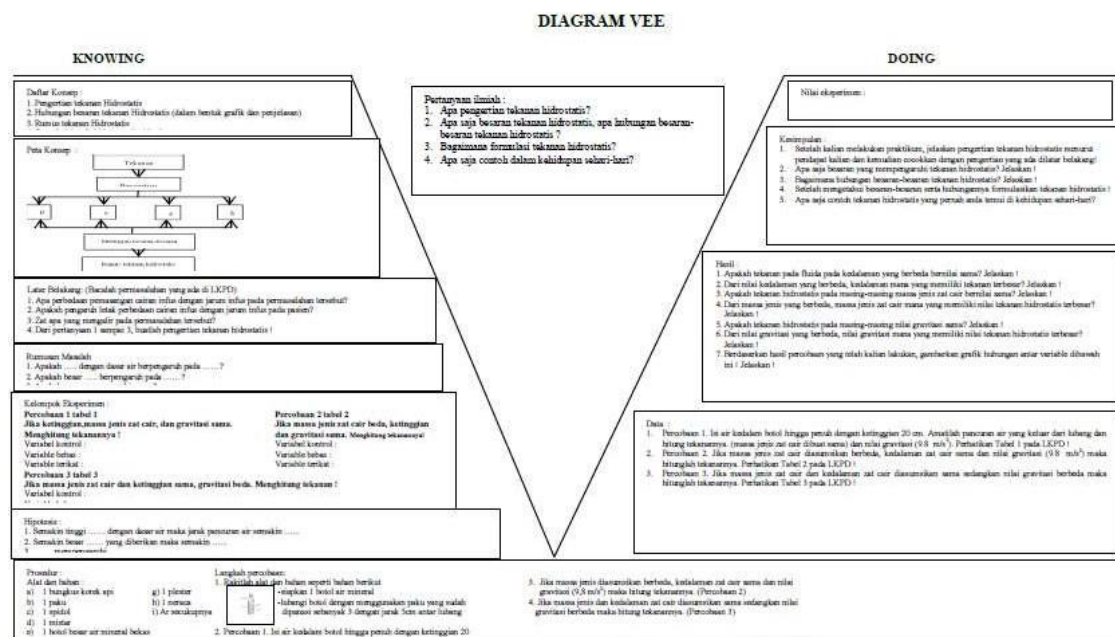 DIAGRAM VEE
KNOWING
DOING
Daftar Konsep :
1. Pengertian tekanan Hidrostatis
2. Hubungan besaran tekanan Hidrostatis (dalam bentuk grafik dan penjelasan)
3. Rumus tekanan Hidrostatis
Peta Konsep :
Tekanan
Rumus tekanan hidrostatis
Latar Belakang: (Bacalah permasalahan yang ada di LKPD)
1. Apa perbedaan pemasangan cairan infus dengan jarum infus pada permasalahan tersebut?
2. Apakah pengaruh letak perbedaan cairan infus dengan jarum infus pada pasien?
3. Zat apa yang mengalir pada permasalahan tersebut?
4. Dari pertanyaan 1 sampai 3, buatlah pengertian tekanan hidrostatis !
Rumusan Masalah
1. Apakah ..... dengan dasar air berpengaruh pada ......?
2. Apakah besar ..... berpengaruh pada ......?
Kelompok Eksperimen :
Percobaan 1 tabel 1
Jika ketinggian,massa jenis zat cair, dan gravitasi sama.
Menghitung tekanannya !
Variabel kontrol :
Variable bebas :
Variable terikat :
Percobaan 2 tabel 2
Jika massa jenis zat cair beda, ketinggian
dan gravitasi sama. Menghitung tekanannya!
Variabel kontrol :
Variable bebas :
Variable terikat :
Percobaan 3 tabel 3
Jika massa jenis zat cair dan ketinggian sama, gravitasi beda. Menghitung tekanan !
Variabel kontrol :
Hipotesis :
1. Semakin tinggi ...... dengan dasar air maka jarak pancuran air semakin .....
2. Semakin besar ...... yang diberikan maka semakin .....
Pertanyaan ilmiah :
1. Apa pengertian tekanan hidrostatis?
2. Apa saja besaran tekanan hidrostatis, apa hubungan besaran-
besaran tekanan hidrostatis ?
3. Bagaimana formulasi tekanan hidrostatis?
4. Apa saja contoh dalam kehidupan sehari-hari?
Nilai eksperimen :
Kesimpulan :
1. Setelah kalian melakukan praktikum, jelaskan pengertian tekanan hidrostatis menurut
pendapat kalian dan kemudian cocokkan dengan pengertian yang ada dilatar belakang!
2. Apa saja besaran yang mempengaruhi tekanan hidrostatis? Jelaskan !
3. Bagaimana hubungan besaran-besaran tekanan hidrostatis? Jelaskan !
4. Setelah mengetahui besaran-besaran serta hubungannya formulasikan tekanan hidrostatis !
5. Apa saja contoh tekanan hidrostatis yang pernah anda temui di kehidupan sehari-hari?
Hasil :
1. Apakah tekanan pada fluida pada kedalaman yang berbeda bernilai sama? Jelaskan !
2. Dari nilai kedalaman yang berbeda, kedalaman mana yang memiliki tekanan terbesar? Jelaskan !
3. Apakah tekanan hidrostatis pada masing-masing massa jenis zat cair bernilai sama? Jelaskan !
4. Dari massa jenis yang berbeda, massa jenis zat cair mana yang memiliki nilai tekanan hidrostatis terbesar?
Jelaskan !
5. Apakah tekanan hidrostatis pada masing-masing nilai gravitasi sama? Jelaskan !
6. Dari nilai gravitasi yang berbeda, nilai gravitasi mana yang memiliki nilai tekanan hidrostatis terbesar?
Jelaskan !
7. Berdasarkan hasil percobaan yang telah kalian lakukan, gambarkan grafik hubungan antar variable dibawah
ini ! Jelaskan !
Data :
1. Percobaan 1. Isi air kedalam botol hingga penuh dengan ketinggian 20 cm. Amatilah pancuran air yang keluar dari lubang dan
hitung tekanannya. (massa jenis zat cair dibuat sama) dan nilai gravitasi (9.8 m/s²). Perhatikan Tabel 1 pada LKPD !
2. Percobaan 2. Jika massa jenis zat cair diasumsikan berbeda, kedalaman zat cair sama dan nilai gravitasi (9.8 m/s²) maka
hitunglah tekanannya. Perhatikan Tabel 2 pada LKPD !
3. Percobaan 3. Jika massa jenis zat cair dan kedalaman zat cair diasumsikan sama sedangkan nilai gravitasi berbeda maka
hitunglah tekanannya. Perhatikan Tabel 3 pada LKPD !
Prosedur :
Alat dan bahan :
a) 1 bungkus korek api
b) 1 paku
c) 1 spidol
d) 1 mistar
e) 1 botol besar air mineral bekas
g) 1 plester
h) 1 neraca
i) Air secukupnya
Langkah percobaan:
1. Rakitlah alat dan bahan seperti bahan berikut
-siapkan 1 botol air mineral
-lubangi botol dengan menggunakan paku yang sudah
dipanasi sebanyak 3 dengan jarak 5cm antar lubang
2. Percobaan 1. Isi air kedalam botol hingga penuh dengan ketinggian 20
3. Jika massa jenis diasumsikan berbeda, kedalaman zat cair sama dan nilai
gravitasi (9,8 m/s²) maka hitung tekanannya. (Percobaan 2)
4. Jika massa jenis dan kedalaman zat cair diasumsikan sama sedangkan nilai
gravitasi berbeda maka hitung tekanannya. (Percobaan 3)